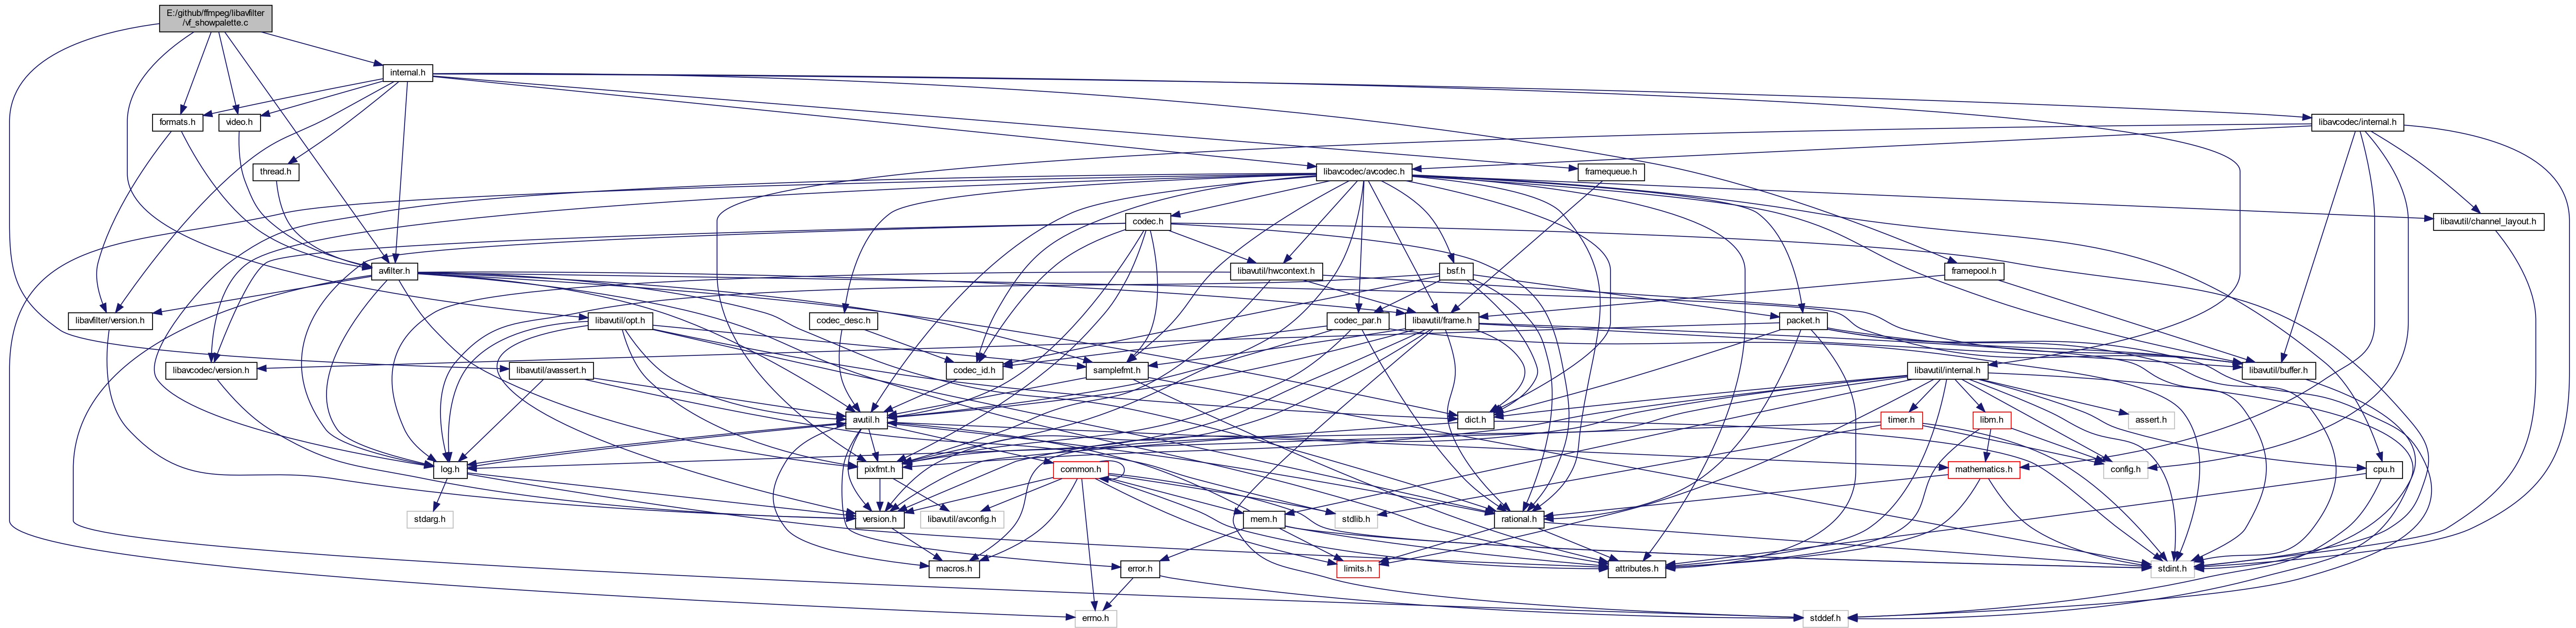 E:/github/ffmpeg/libavfilter
/vf_showpalette.c
internal.h
formats.h
video.h
libavcodec/internal.h
thread.h
libavcodec/avcodec.h
framequeue.h
codec.h
libavutil/channel_layout.h
avfilter.h
libavutil/hwcontext.h
bsf.h
framepool.h
libavfilter/version.h
libavutil/opt.h
codec_desc.h
codec_par.h
libavutil/frame.h
packet.h
libavcodec/version.h
libavutil/avassert.h
codec_id.h
samplefmt.h
libavutil/internal.h
libavutil/buffer.h
avutil.h
dict.h
timer.h
libm.h
assert.h
log.h
pixfmt.h
common.h
mathematics.h
config.h
cpu.h
stdarg.h
version.h
libavutil/avconfig.h
mem.h
stdlib.h
rational.h
macros.h
error.h
limits.h
attributes.h
stdint.h
errno.h
stddef.h